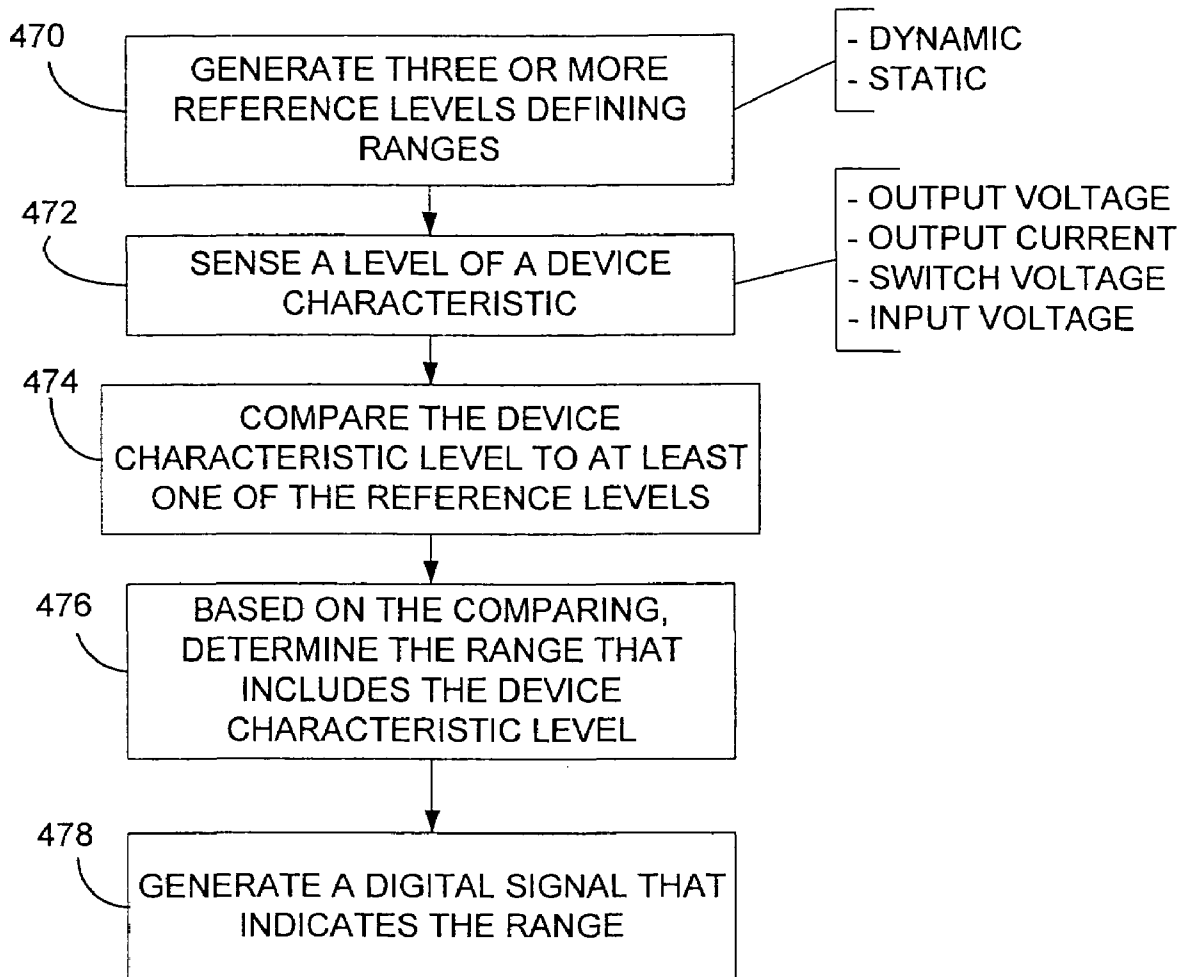 470
GENERATE THREE OR MORE
REFERENCE LEVELS DEFINING
RANGES
- DYNAMIC
- STATIC
472
SENSE A LEVEL OF A DEVICE
CHARACTERISTIC
- OUTPUT VOLTAGE
- OUTPUT CURRENT
- SWITCH VOLTAGE
- INPUT VOLTAGE
474
COMPARE THE DEVICE
CHARACTERISTIC LEVEL TO AT LEAST
ONE OF THE REFERENCE LEVELS
476
BASED ON THE COMPARING,
DETERMINE THE RANGE THAT
INCLUDES THE DEVICE
CHARACTERISTIC LEVEL
478
GENERATE A DIGITAL SIGNAL THAT
INDICATES THE RANGE